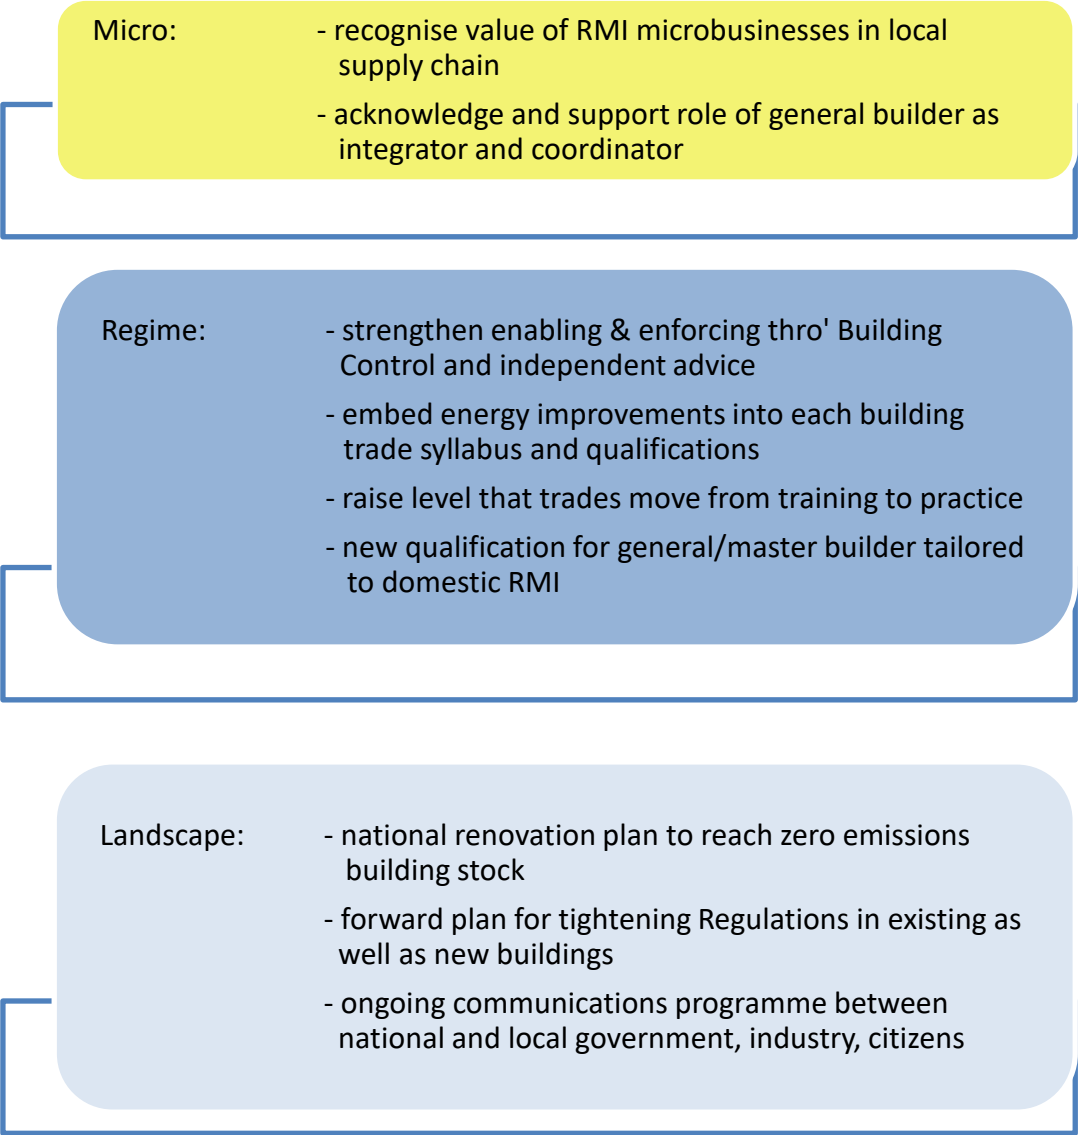 Micro: - recognise value of RMI microbusinesses in local
supply chain
- acknowledge and support role of general builder as
integrator and coordinator
Regime: - strengthen enabling & enforcing thro' Building
Control and independent advice
- embed energy improvements into each building
trade syllabus and qualifications
- raise level that trades move from training to practice
- new qualification for general/master builder tailored
to domestic RMI
Landscape: - national renovation plan to reach zero emissions
building stock
- forward plan for tightening Regulations in existing as
well as new buildings
- ongoing communications programme between
national and local government, industry, citizens